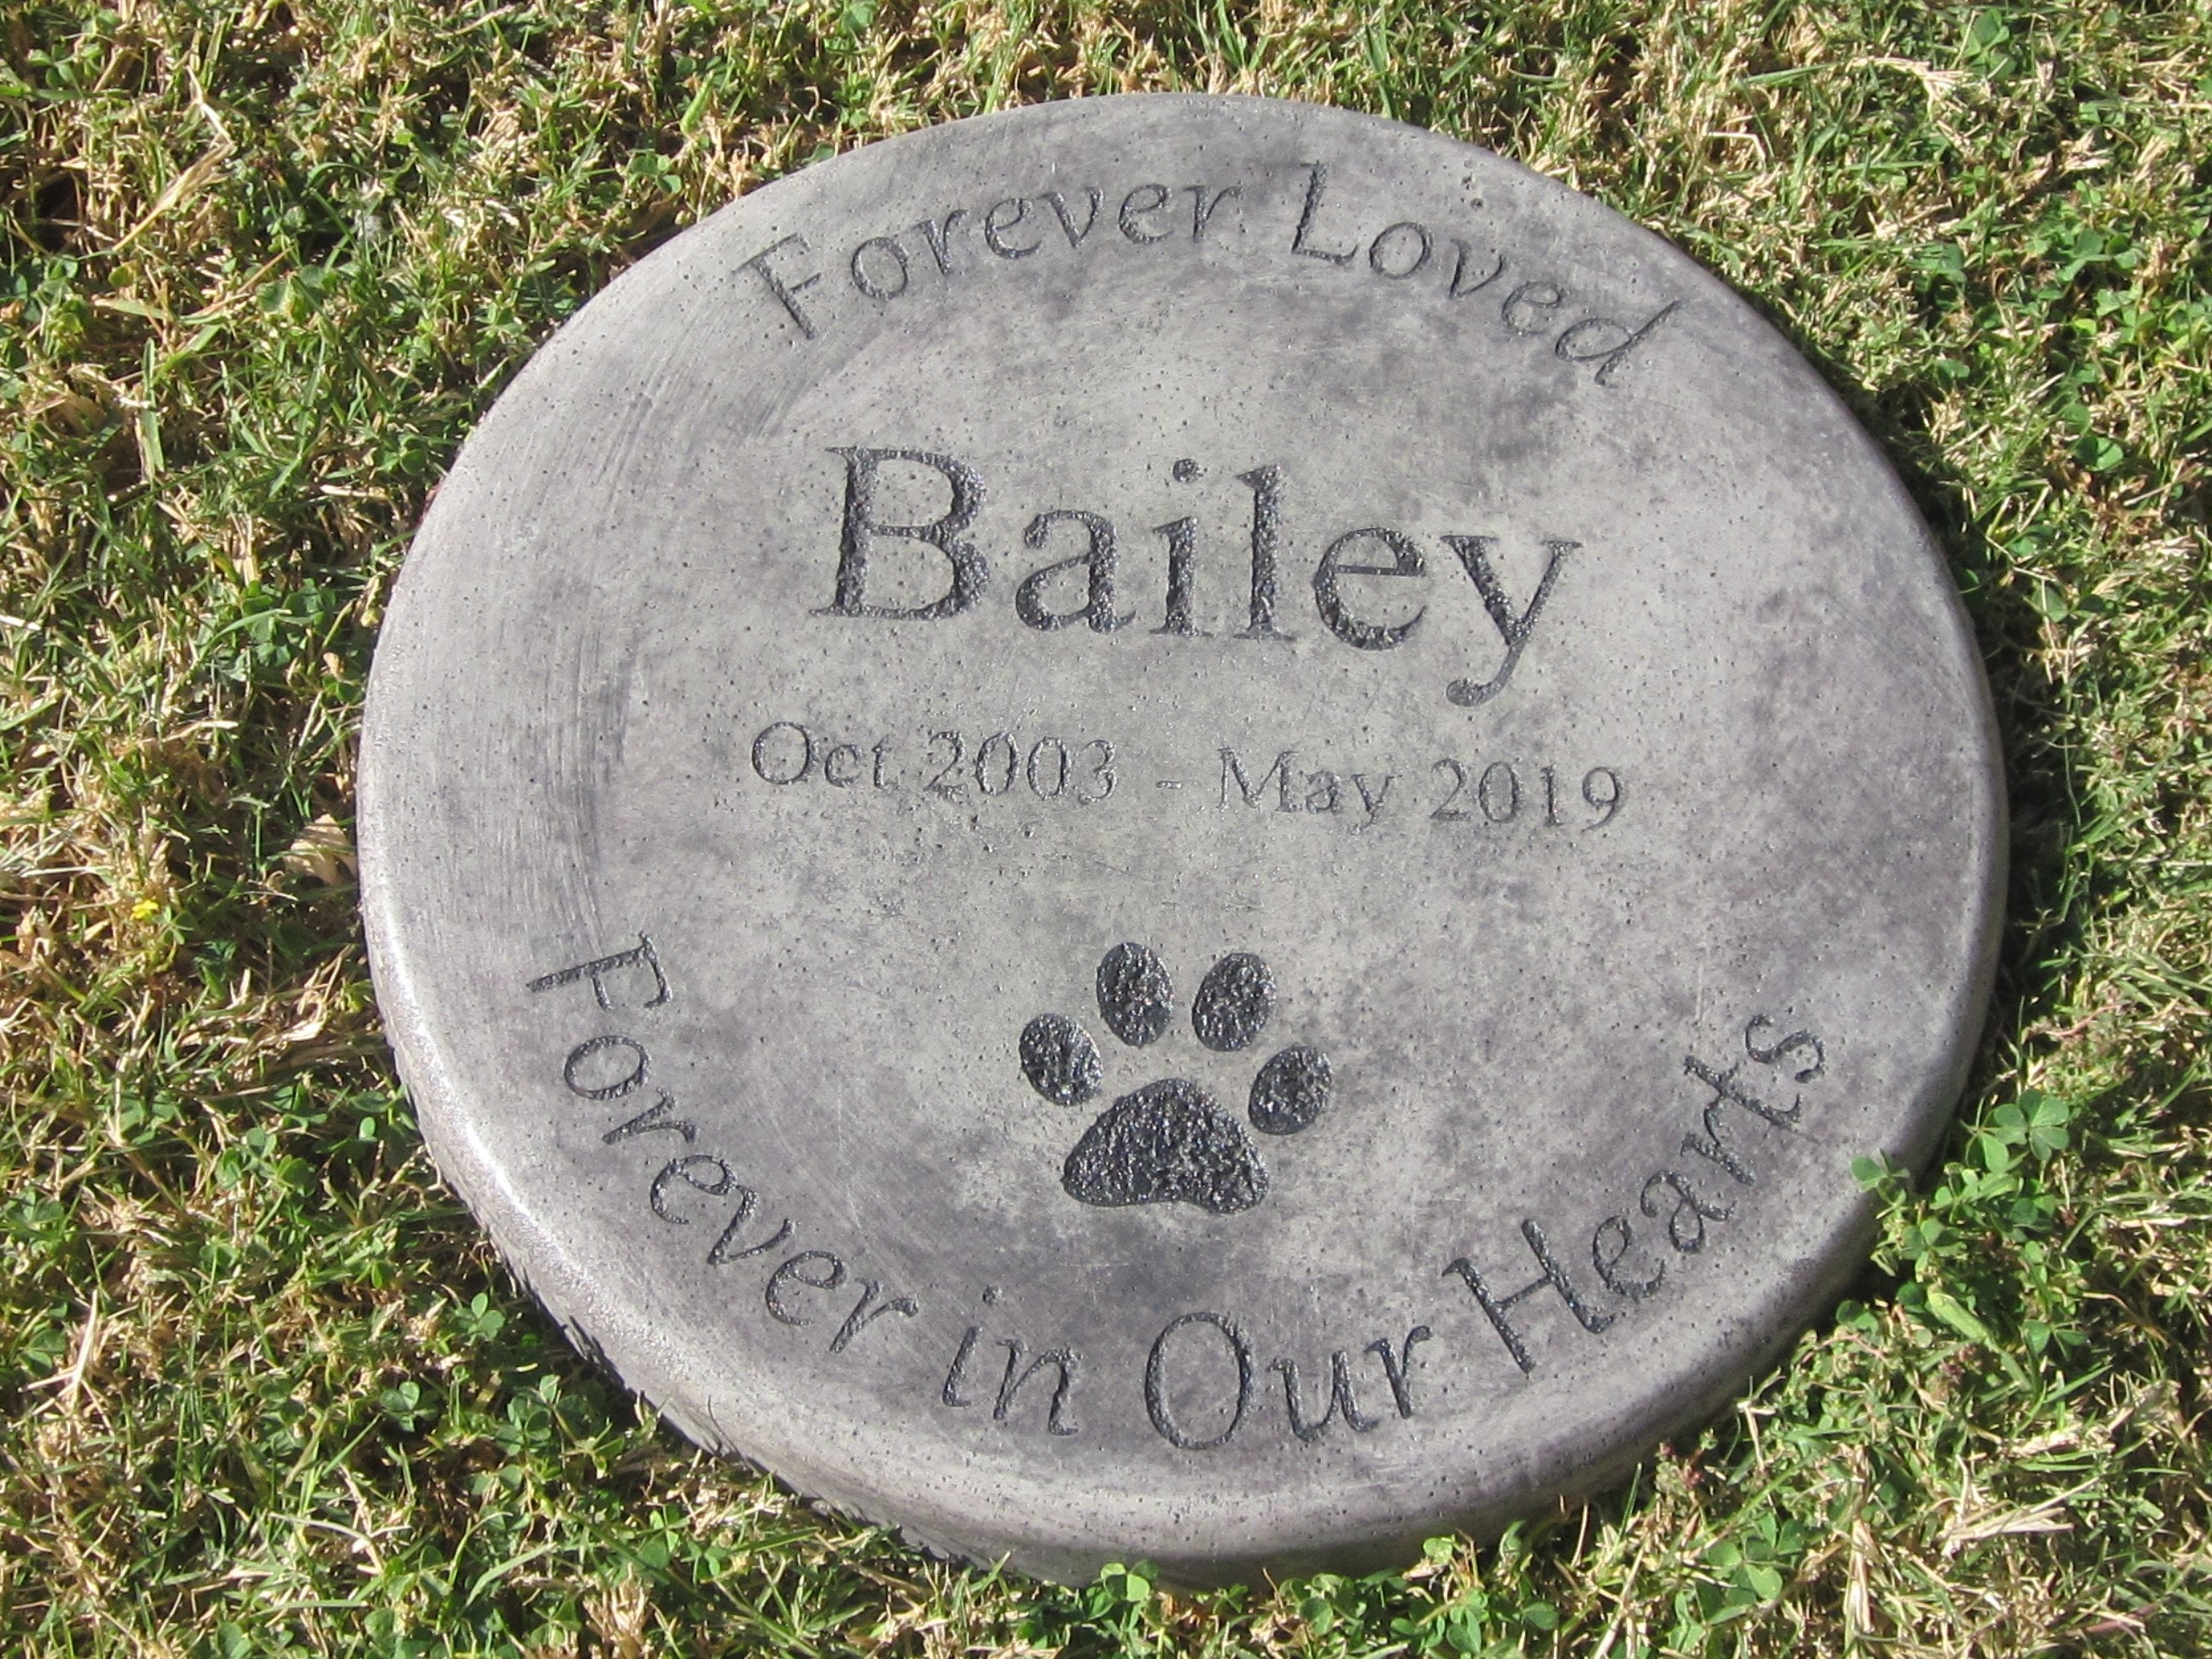 Forever Loved
Bailey
Oct 2003 - May 2019
Forever in Our Hearts